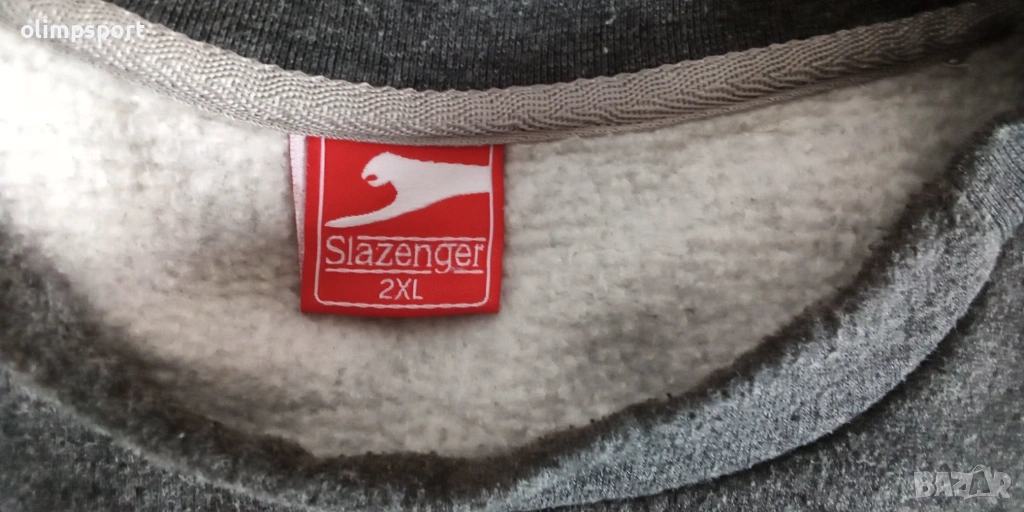 olimpsport
Slazenger
2XL
BAZAR